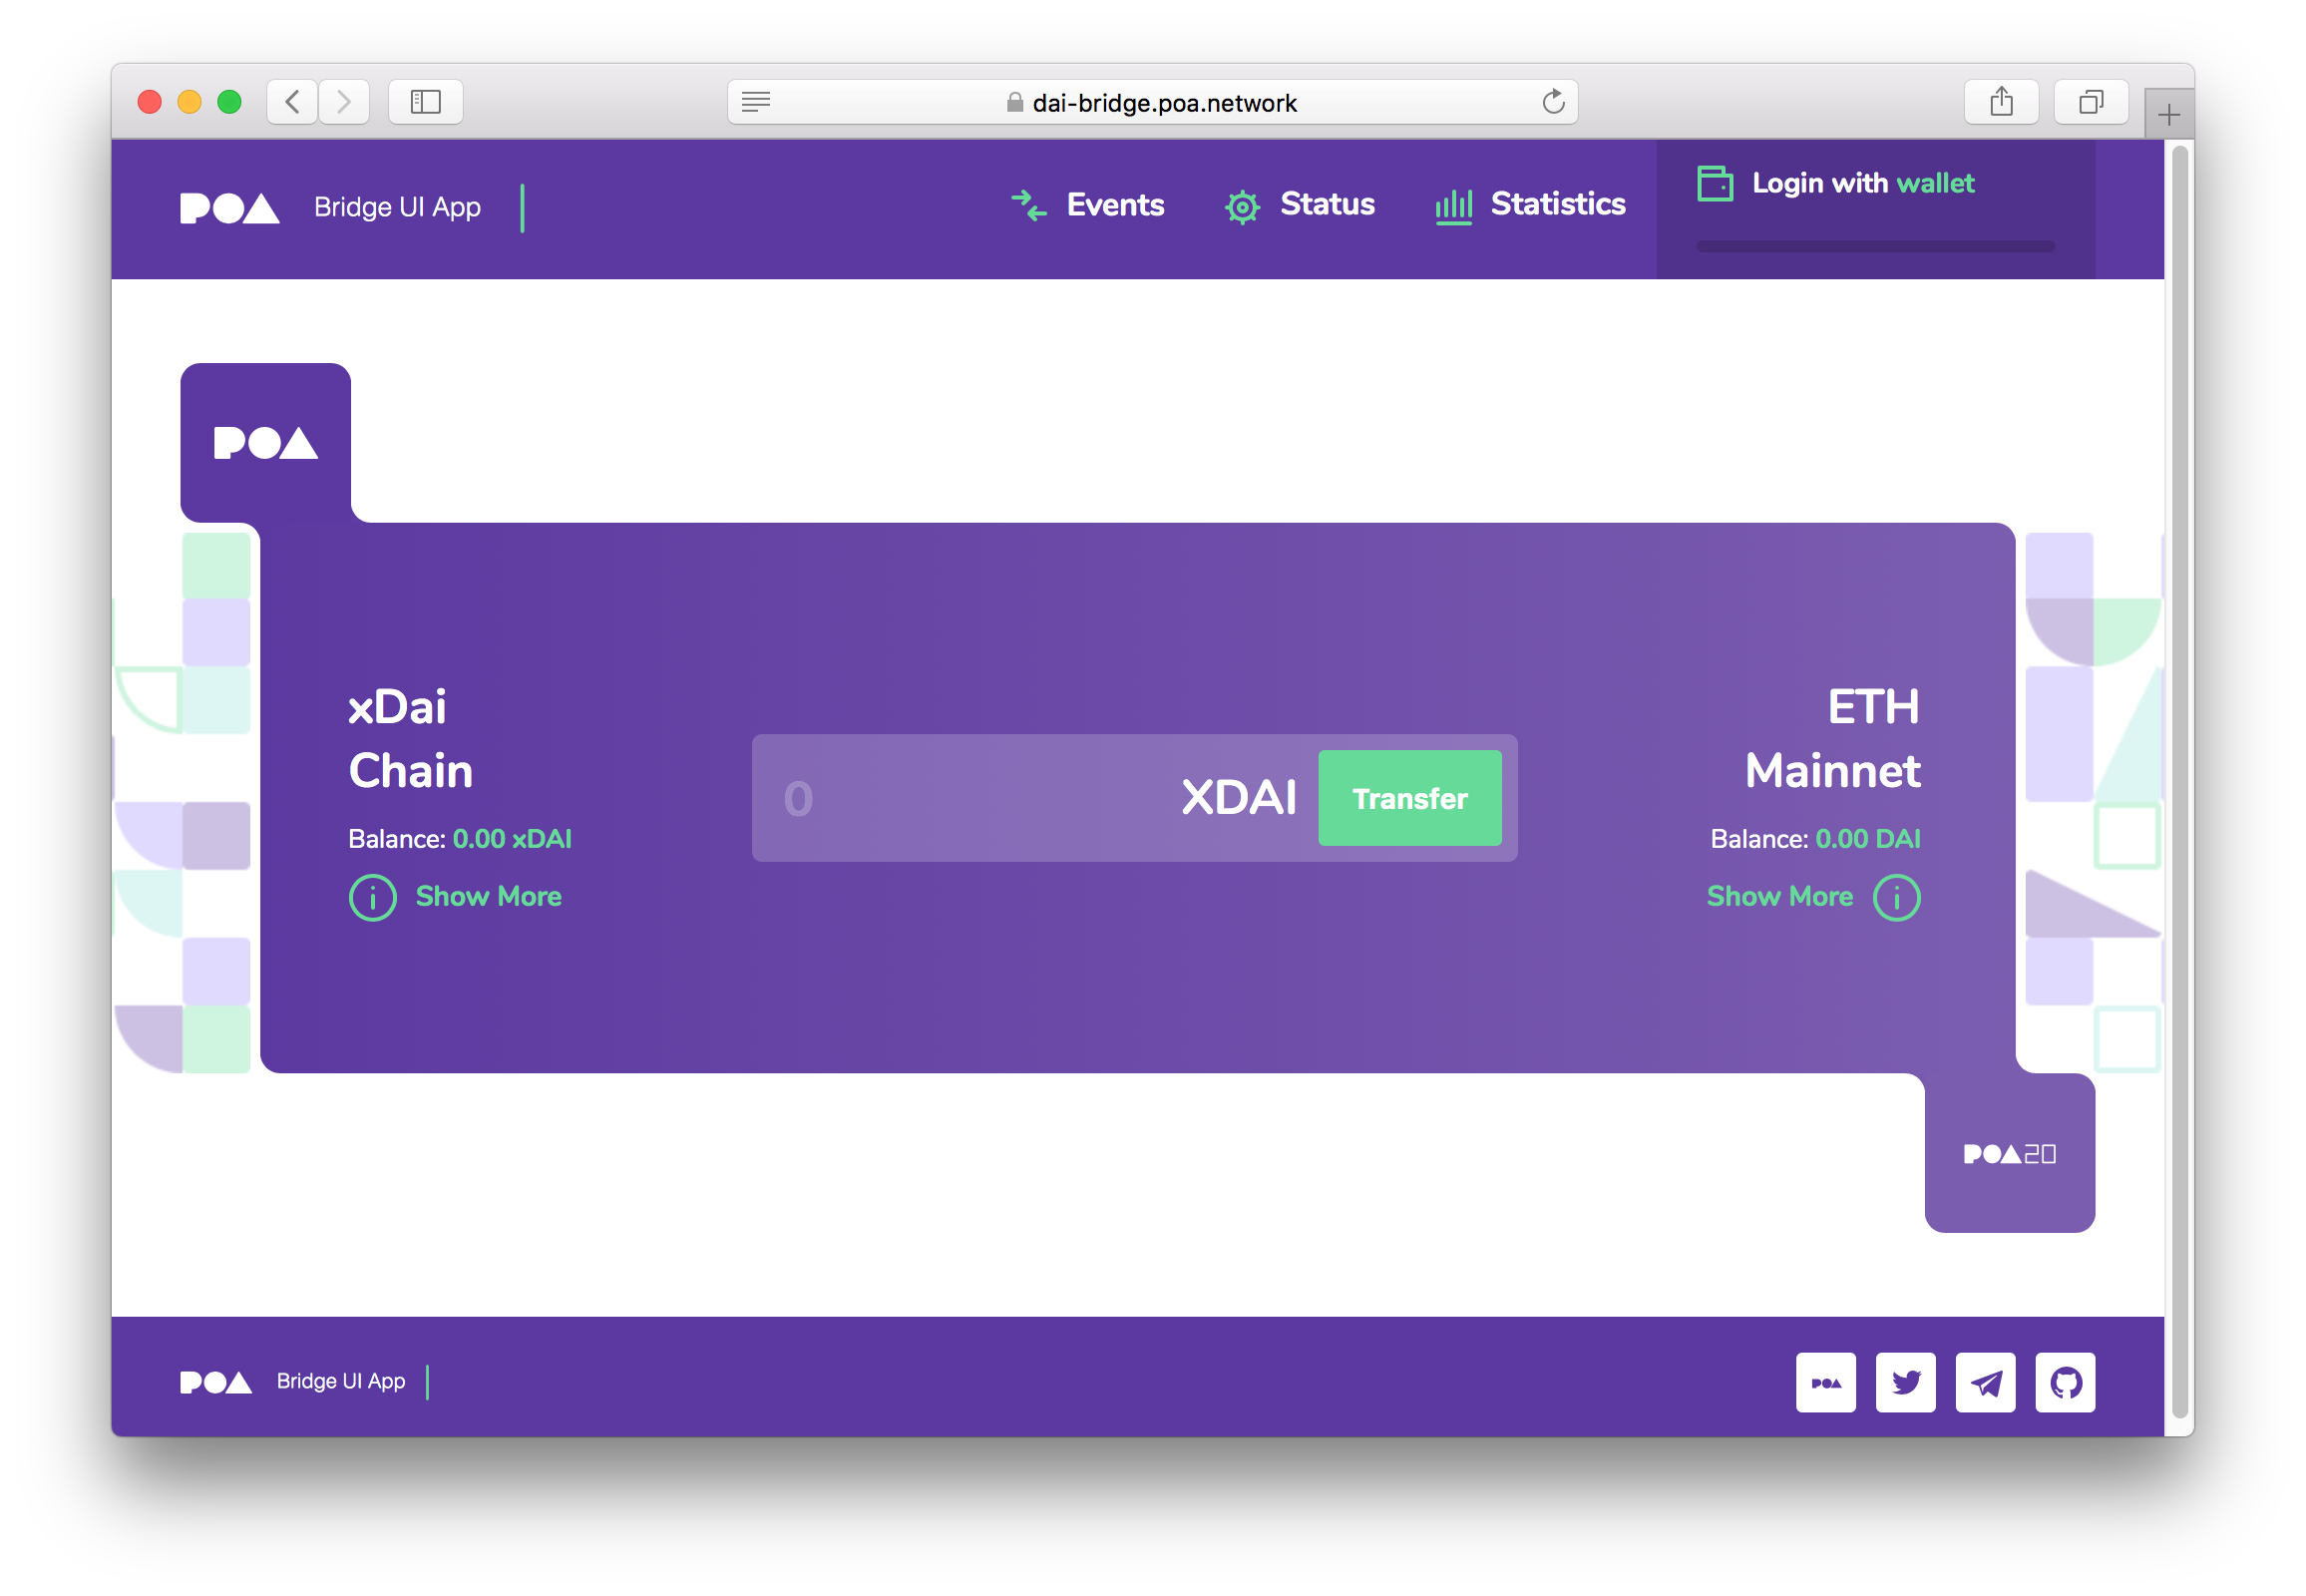 dai-bridge.poa.network
POA Bridge UI App
Events Status Statistics Login with wallet
POA
xDai
Chain
Balance: 0.00 xDAI
Show More
0 XDAI Transfer
ETH
Mainnet
Balance: 0.00 DAI
Show More
POA20
POA Bridge UI App
POA